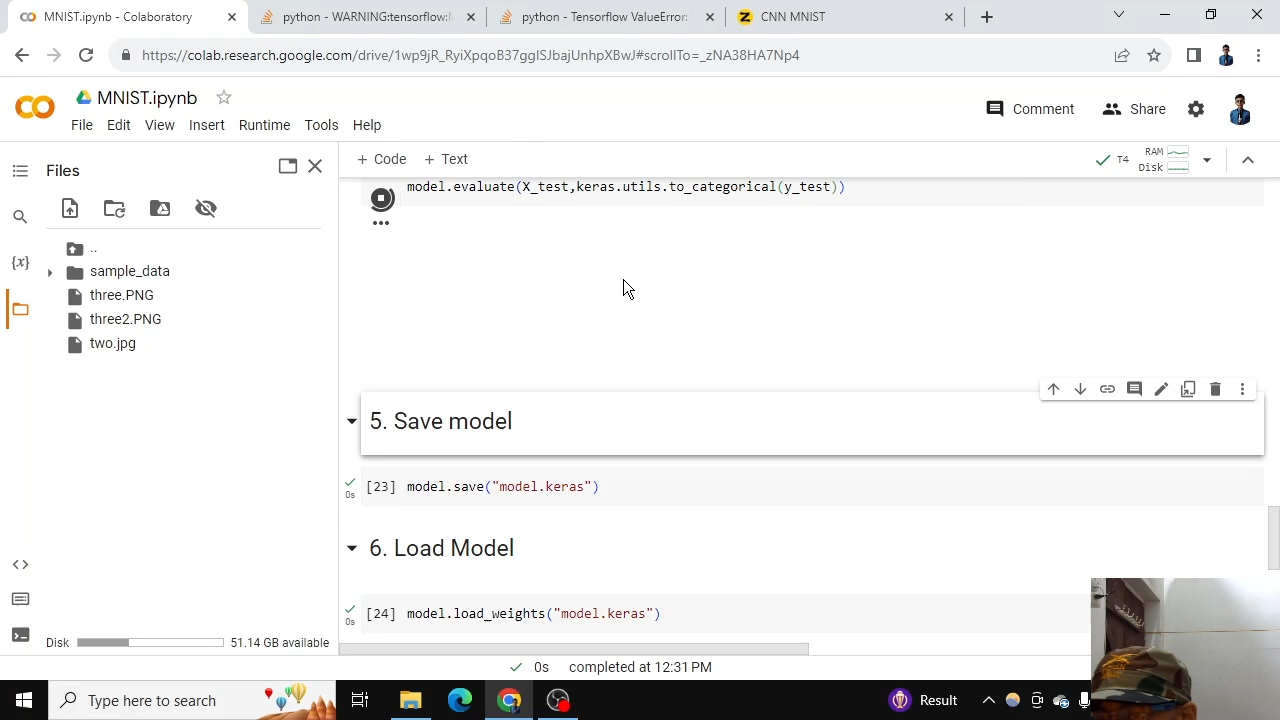 MNIST.ipynb - Colaboratory
python - WARNING:tensorflow:M
python - Tensorflow ValueError:
CNN MNIST
https://colab.research.google.com/drive/1wp9jR_RyiXpqoB37gglSJbajUnhpXBwJ#scrollTo=_zNA38HA7Np4
MNIST.ipynb
Comment
Share
File Edit View Insert Runtime Tools Help
Files
+ Code + Text
T4
RAM
Disk
model.evaluate(X_test,keras.utils.to_categorical(y_test))
..
sample_data
three.PNG
three2.PNG
two.jpg
5. Save model
0s
[23] model.save("model.keras")
6. Load Model
0s
[24] model.load_weights("model.keras")
Disk 51.14 GB available
0s completed at 12:31 PM
Type here to search
Result